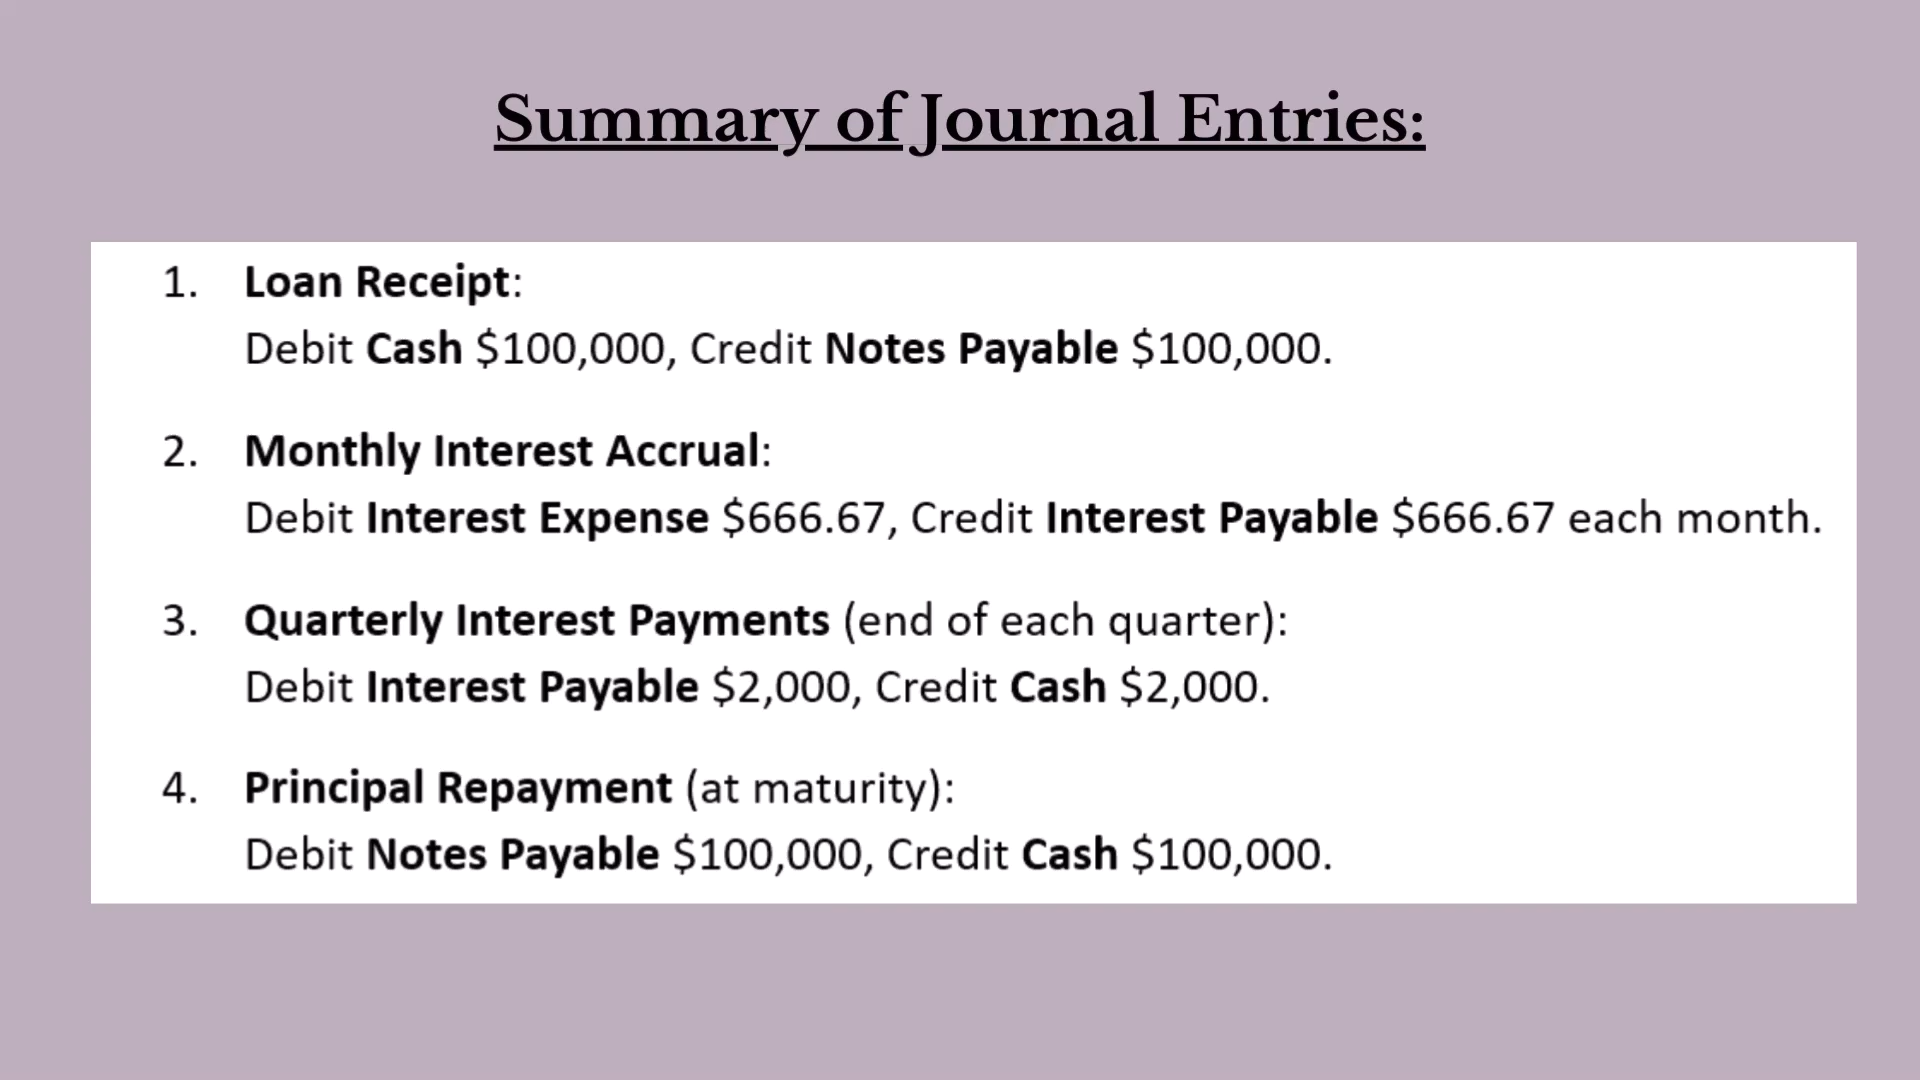 Summary of Journal Entries:
1. Loan Receipt:
Debit Cash $100,000, Credit Notes Payable $100,000.
2. Monthly Interest Accrual:
Debit Interest Expense $666.67, Credit Interest Payable $666.67 each month.
3. Quarterly Interest Payments (end of each quarter):
Debit Interest Payable $2,000, Credit Cash $2,000.
4. Principal Repayment (at maturity):
Debit Notes Payable $100,000, Credit Cash $100,000.